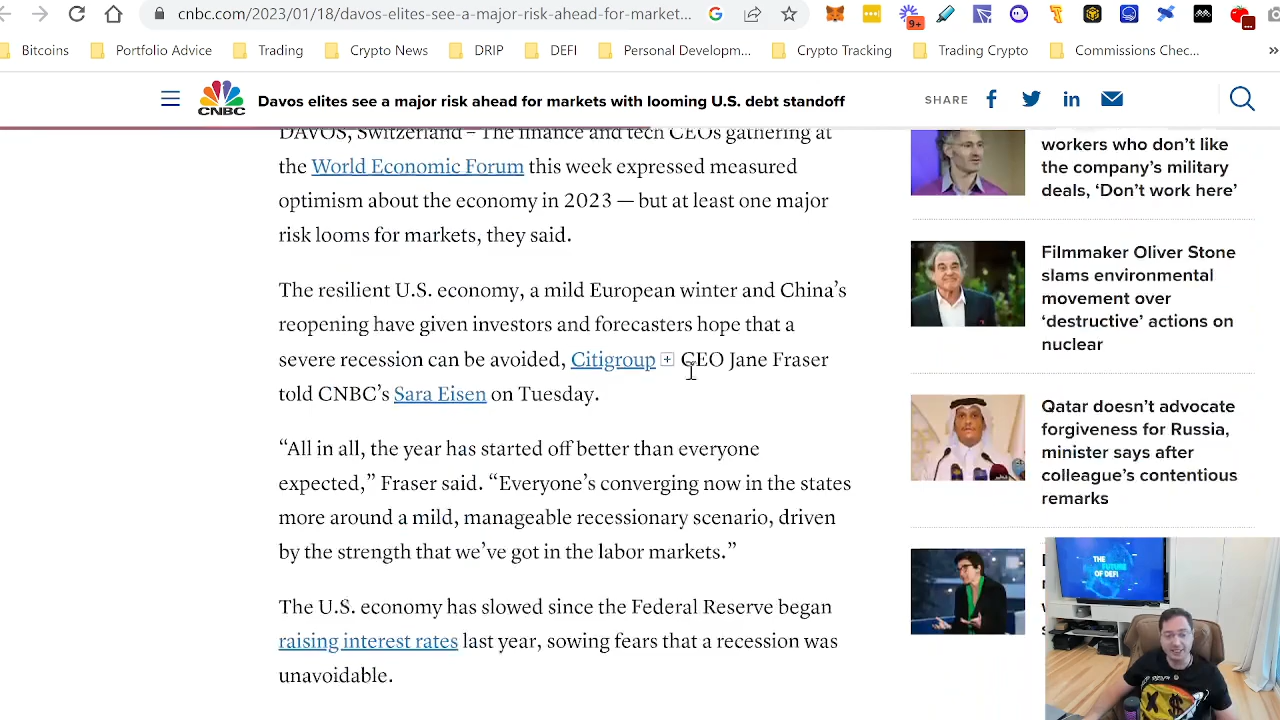 cnbc.com/2023/01/18/davos-elites-see-a-major-risk-ahead-for-market...
9+
Bitcoins
Portfolio Advice
Trading
Crypto News
DRIP
DEFI
Personal Developm...
Crypto Tracking
Trading Crypto
Commissions Chec...
»
CNBC
Davos elites see a major risk ahead for markets with looming U.S. debt standoff
SHARE
DAVOS, Switzerland – The finance and tech CEOs gathering at
the World Economic Forum this week expressed measured
optimism about the economy in 2023 — but at least one major
risk looms for markets, they said.
The resilient U.S. economy, a mild European winter and China’s
reopening have given investors and forecasters hope that a
severe recession can be avoided, Citigroup + CEO Jane Fraser
told CNBC’s Sara Eisen on Tuesday.
“All in all, the year has started off better than everyone
expected,” Fraser said. “Everyone’s converging now in the states
more around a mild, manageable recessionary scenario, driven
by the strength that we’ve got in the labor markets.”
The U.S. economy has slowed since the Federal Reserve began
raising interest rates last year, sowing fears that a recession was
unavoidable.
workers who don’t like
the company’s military
deals, ‘Don’t work here’
Filmmaker Oliver Stone
slams environmental
movement over
‘destructive’ actions on
nuclear
Qatar doesn’t advocate
forgiveness for Russia,
minister says after
colleague’s contentious
remarks
THE
FUTURE
OF DEFI